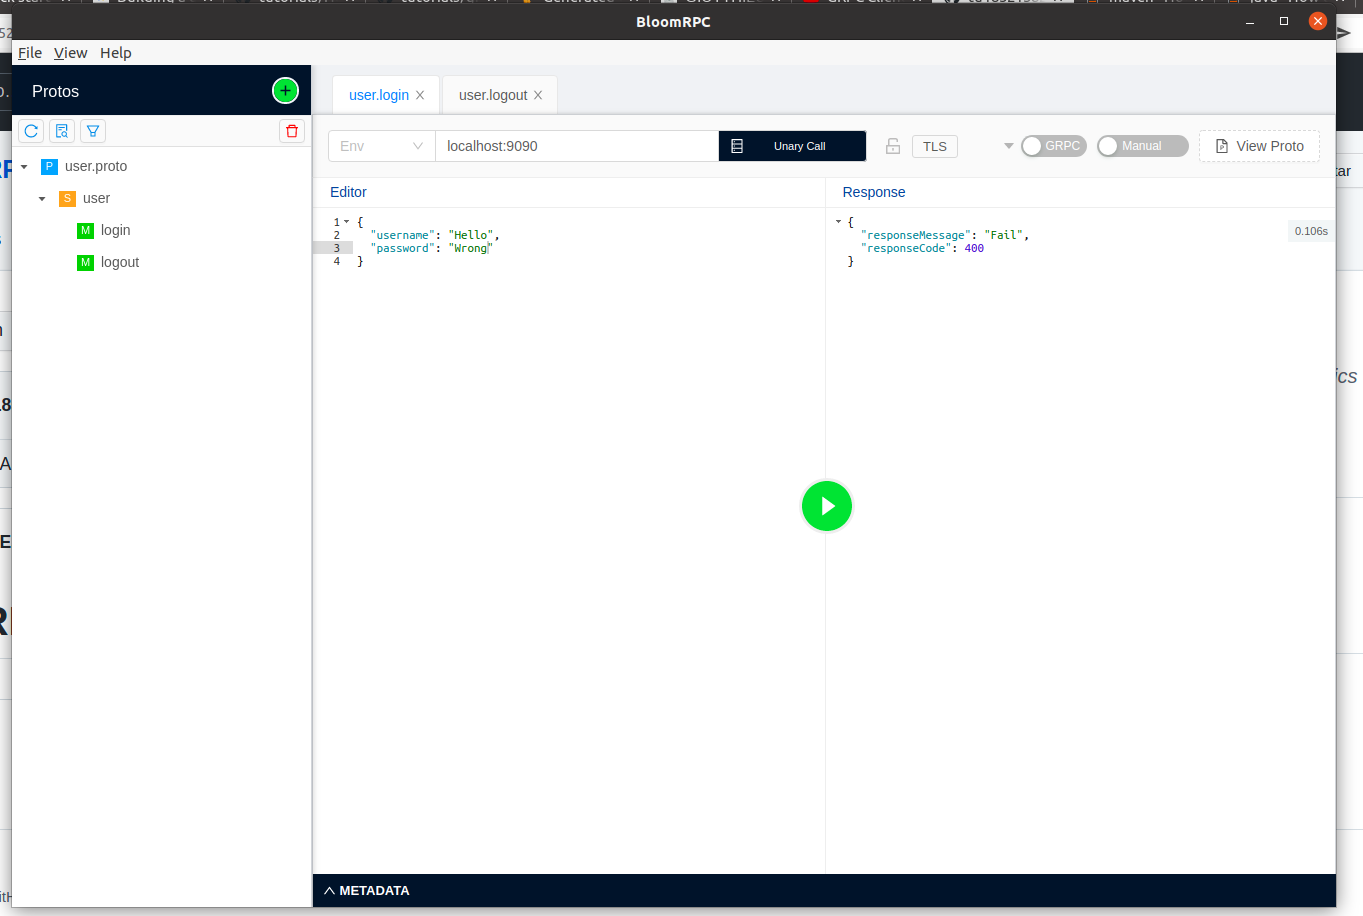 BloomRPC
File View Help
Protos
user.login
user.logout
Env
localhost:9090
Unary Call
TLS
GRPC
Manual
View Proto
P user.proto
S user
M login
M logout
Editor
1 {
2 "username": "Hello",
3 "password": "Wrong"
4 }
Response
{
"responseMessage": "Fail",
"responseCode": 400
}
0.106s
METADATA